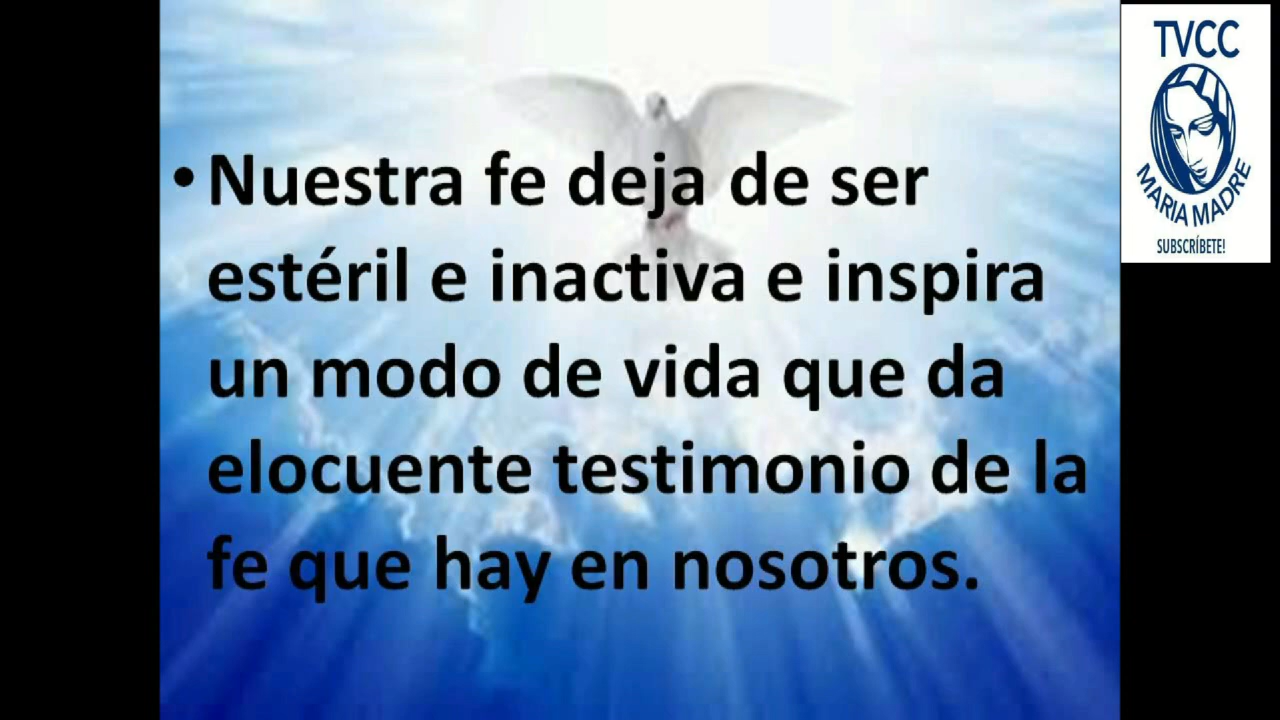 • Nuestra fe deja de ser
estéril e inactiva e inspira
un modo de vida que da
elocuente testimonio de la
fe que hay en nosotros.
TVCC
MARIA MADRE
SUBSCRÍBETE!